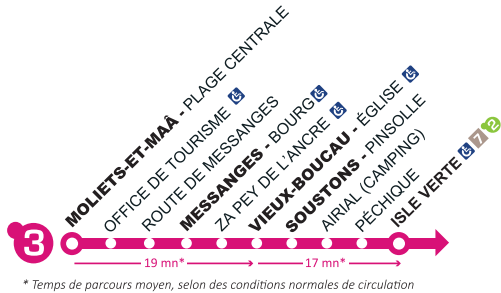 MOLIETS-ET-MAÂ - PLAGE CENTRALE
OFFICE DE TOURISME
ROUTE DE MESSANGES
MESSANGES - BOURG
ZA PEY DE L'ANCRE
VIEUX-BOUCAU - ÉGLISE
SOUSTONS - PINSOLLE
AIRIAL (CAMPING)
PÉCHIQUE
ISLE VERTE 7 2
3
19 mn*
17 mn*
* Temps de parcours moyen, selon des conditions normales de circulation